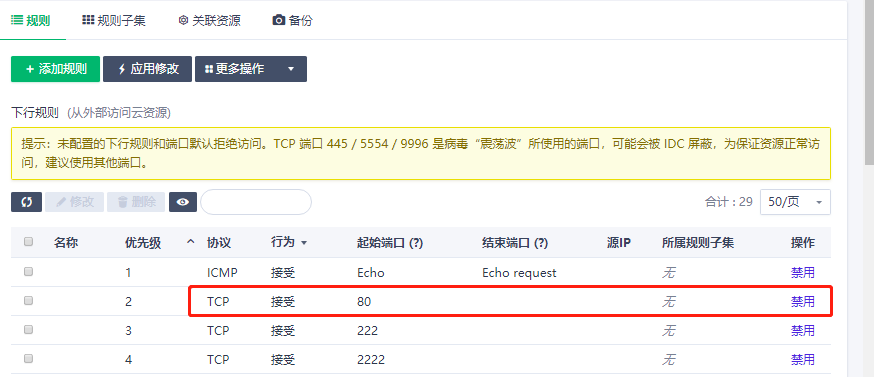 规则 规则子集 关联资源 备份
+ 添加规则 应用修改 更多操作
下行规则 (从外部访问云资源)
提示：未配置的下行规则和端口默认拒绝访问。TCP 端口 445 / 5554 / 9996 是病毒“震荡波”所使用的端口，可能会被 IDC 屏蔽，为保证资源正常访
问，建议使用其他端口。
修改 删除 合计 : 29 50/页
名称 优先级 协议 行为 起始端口 (?) 结束端口 (?) 源IP 所属规则子集 操作
1 ICMP 接受 Echo Echo request 无 禁用
2 TCP 接受 80 无 禁用
3 TCP 接受 222 无 禁用
4 TCP 接受 2222 无 禁用